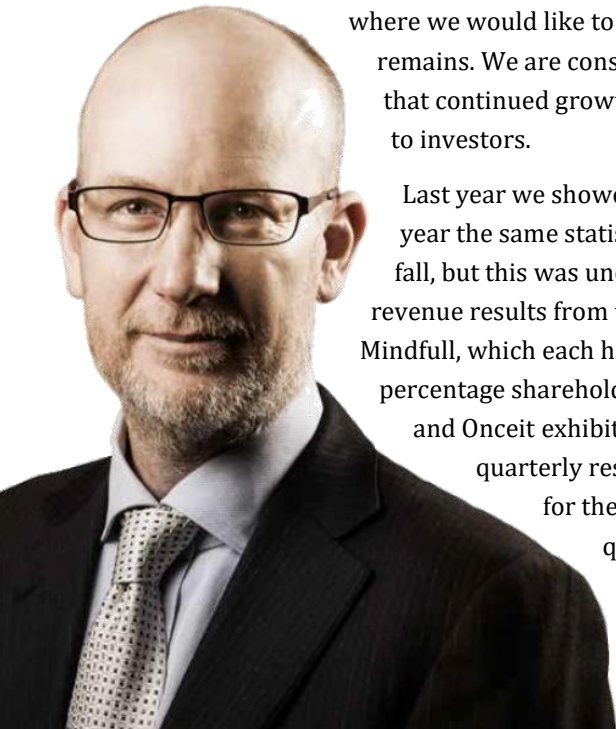 where we would like to
remains. We are cons
that continued grow
to investors.
Last year we showe
year the same statis
fall, but this was un
revenue results from
Mindfull, which each h
percentage sharehold
and Onceit exhibit
quarterly res
for the
q